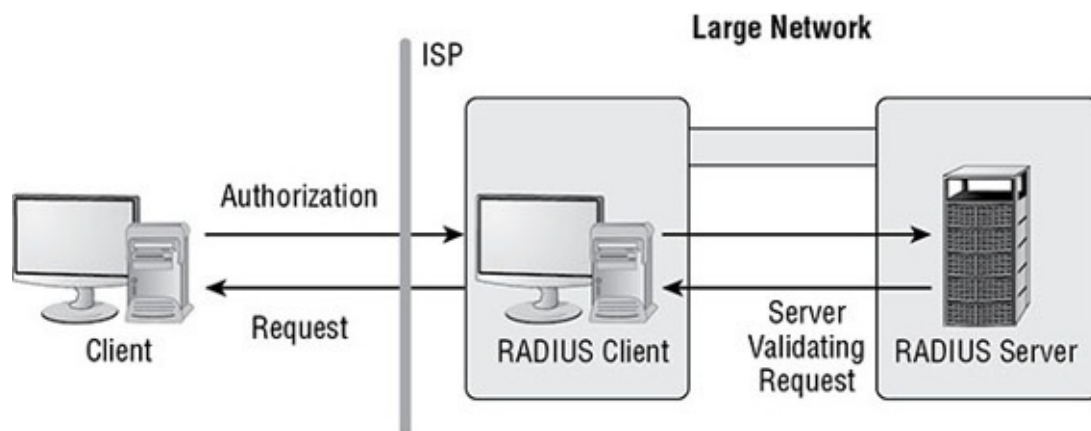 Large Network
ISP
Authorization
Request
Client
RADIUS Client
Server
Validating
Request
RADIUS Server